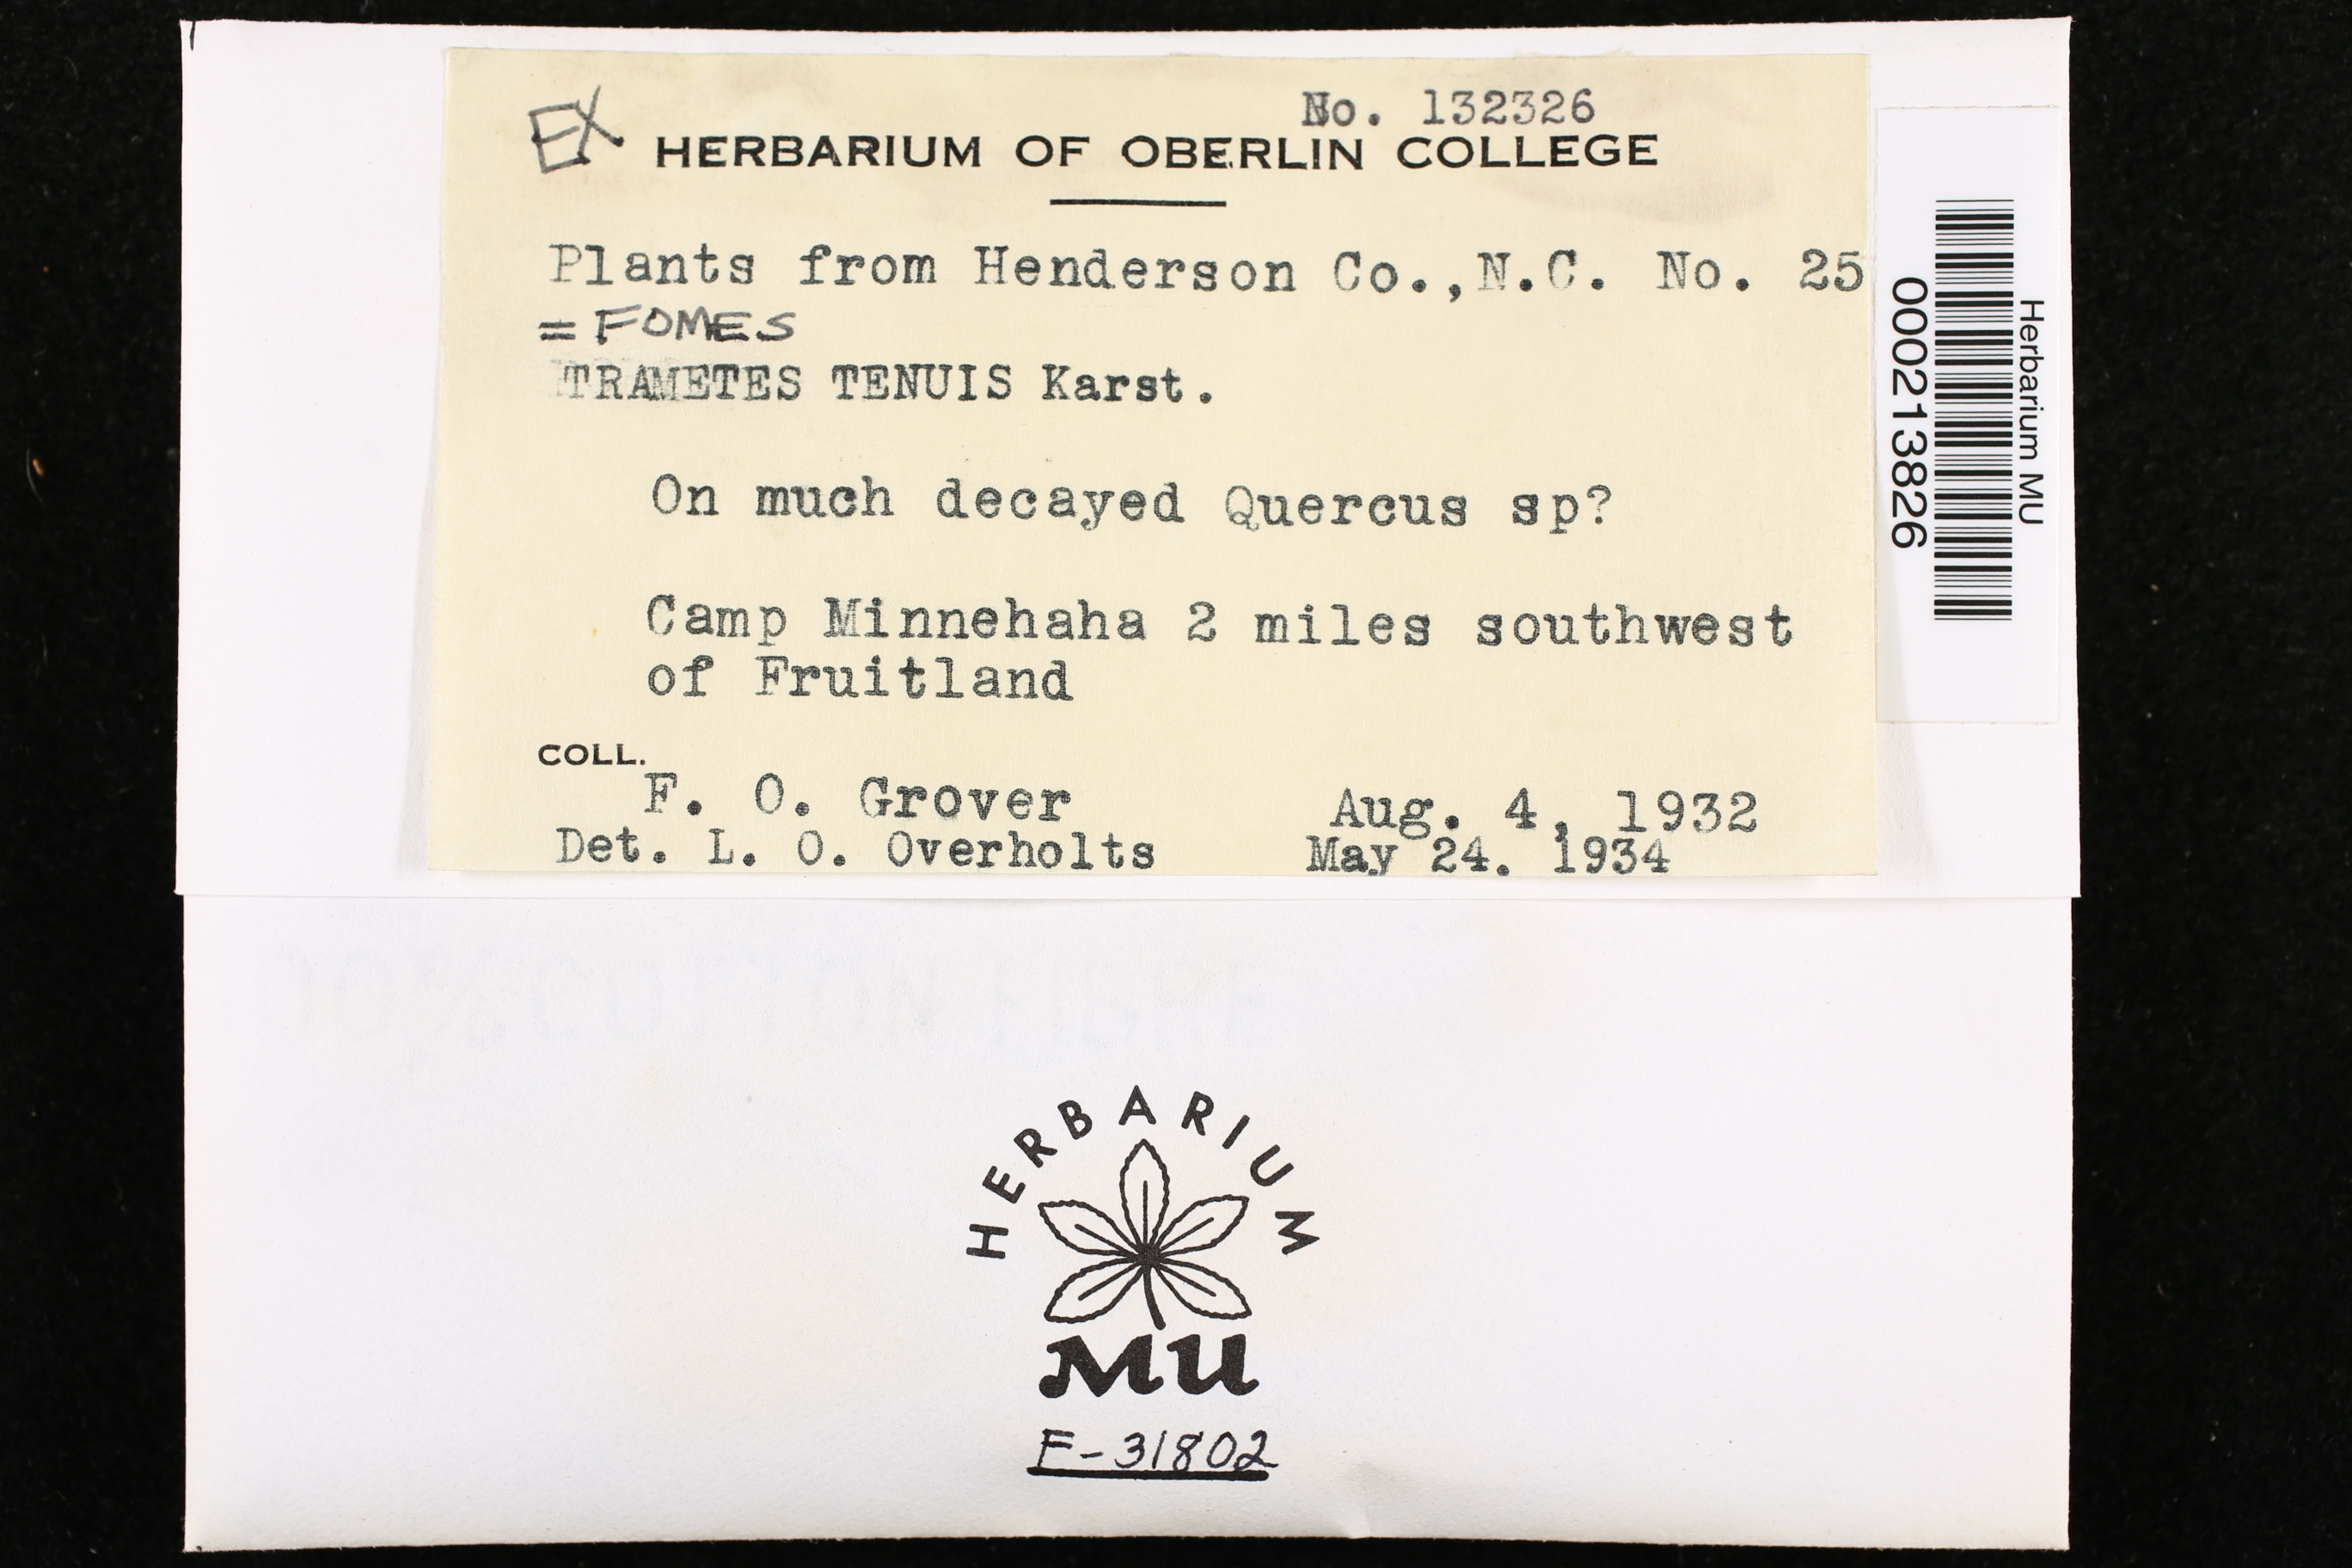 EX
No. 132326
HERBARIUM OF OBERLIN COLLEGE
Plants from Henderson Co., N.C. No. 25
= FOMES
TRAMETES TENUIS Karst.
On much decayed Quercus sp?
Camp Minnehaha 2 miles southwest
of Fruitland
COLL.
F. O. Grover Aug. 4, 1932
Det. L. O. Overholts May 24. 1934
Herbarium MU
000213826
HERBARIUM
MU
F-31802